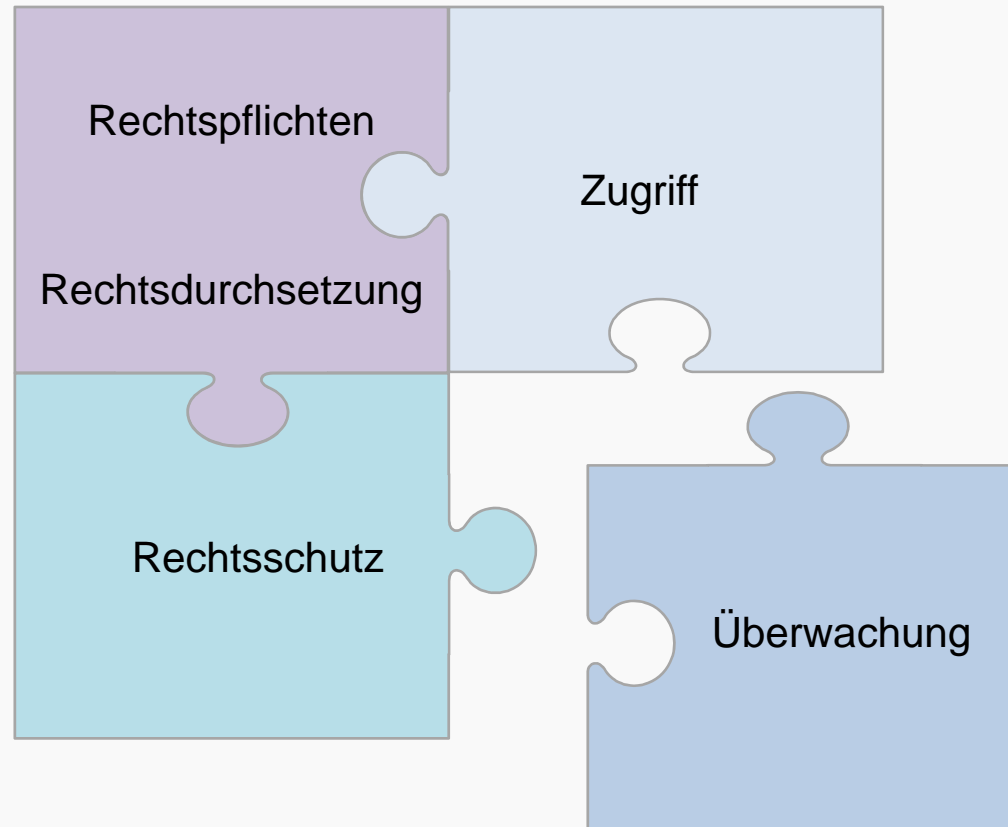 Rechtspflichten
Rechtsdurchsetzung
Zugriff
Rechtsschutz
Überwachung